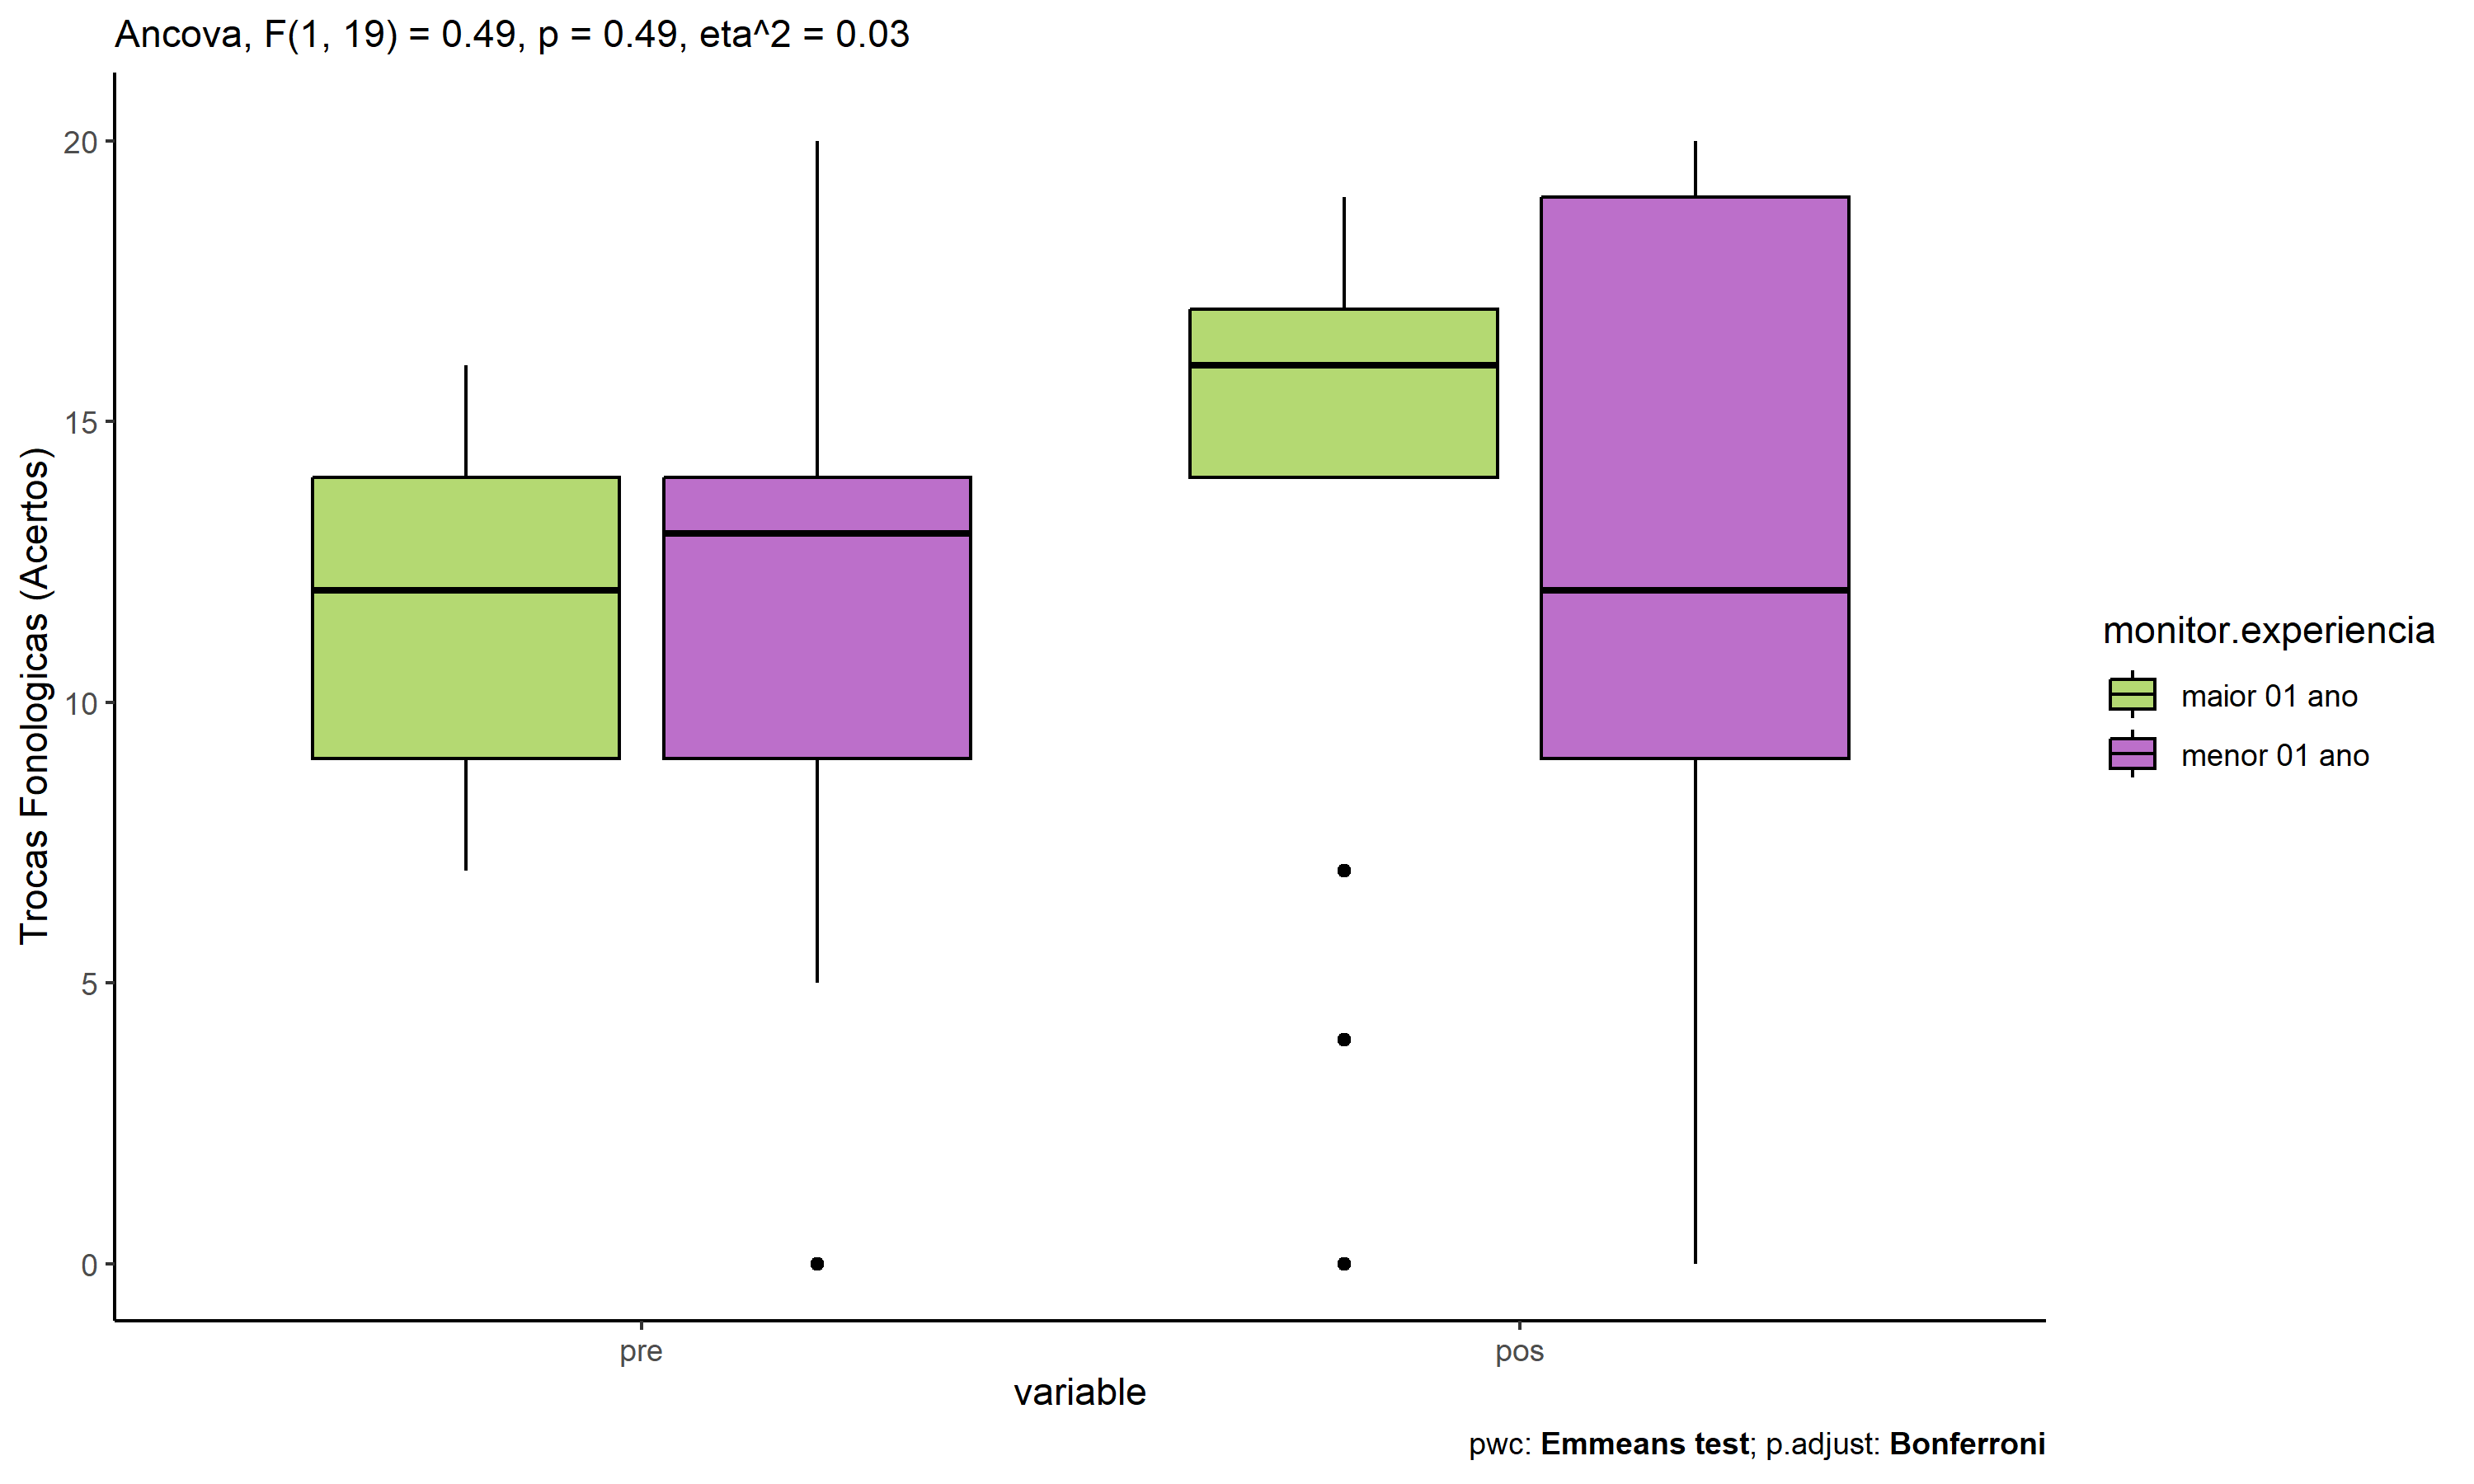 Ancova, F(1, 19) = 0.49, p = 0.49, eta^2 = 0.03
Trocas Fonologicas (Acertos)
20
15
10
5
0
pre
pos
variable
monitor.experiencia
maior 01 ano
menor 01 ano
pwc: Emmeans test; p.adjust: Bonferroni